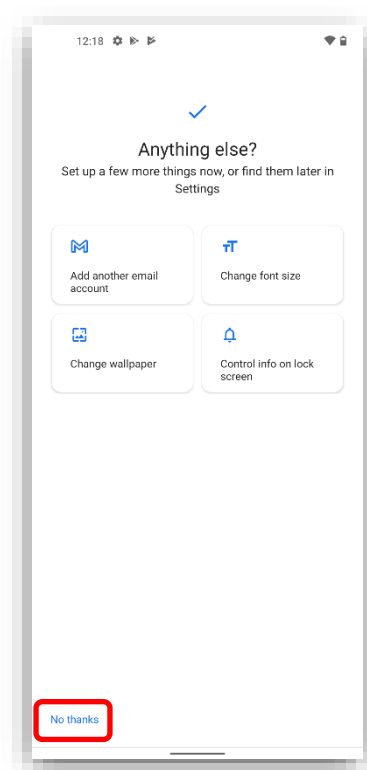 12:18
Anything else?
Set up a few more things now, or find them later in
Settings
Add another email
account
Change font size
Change wallpaper
Control info on lock
screen
No thanks